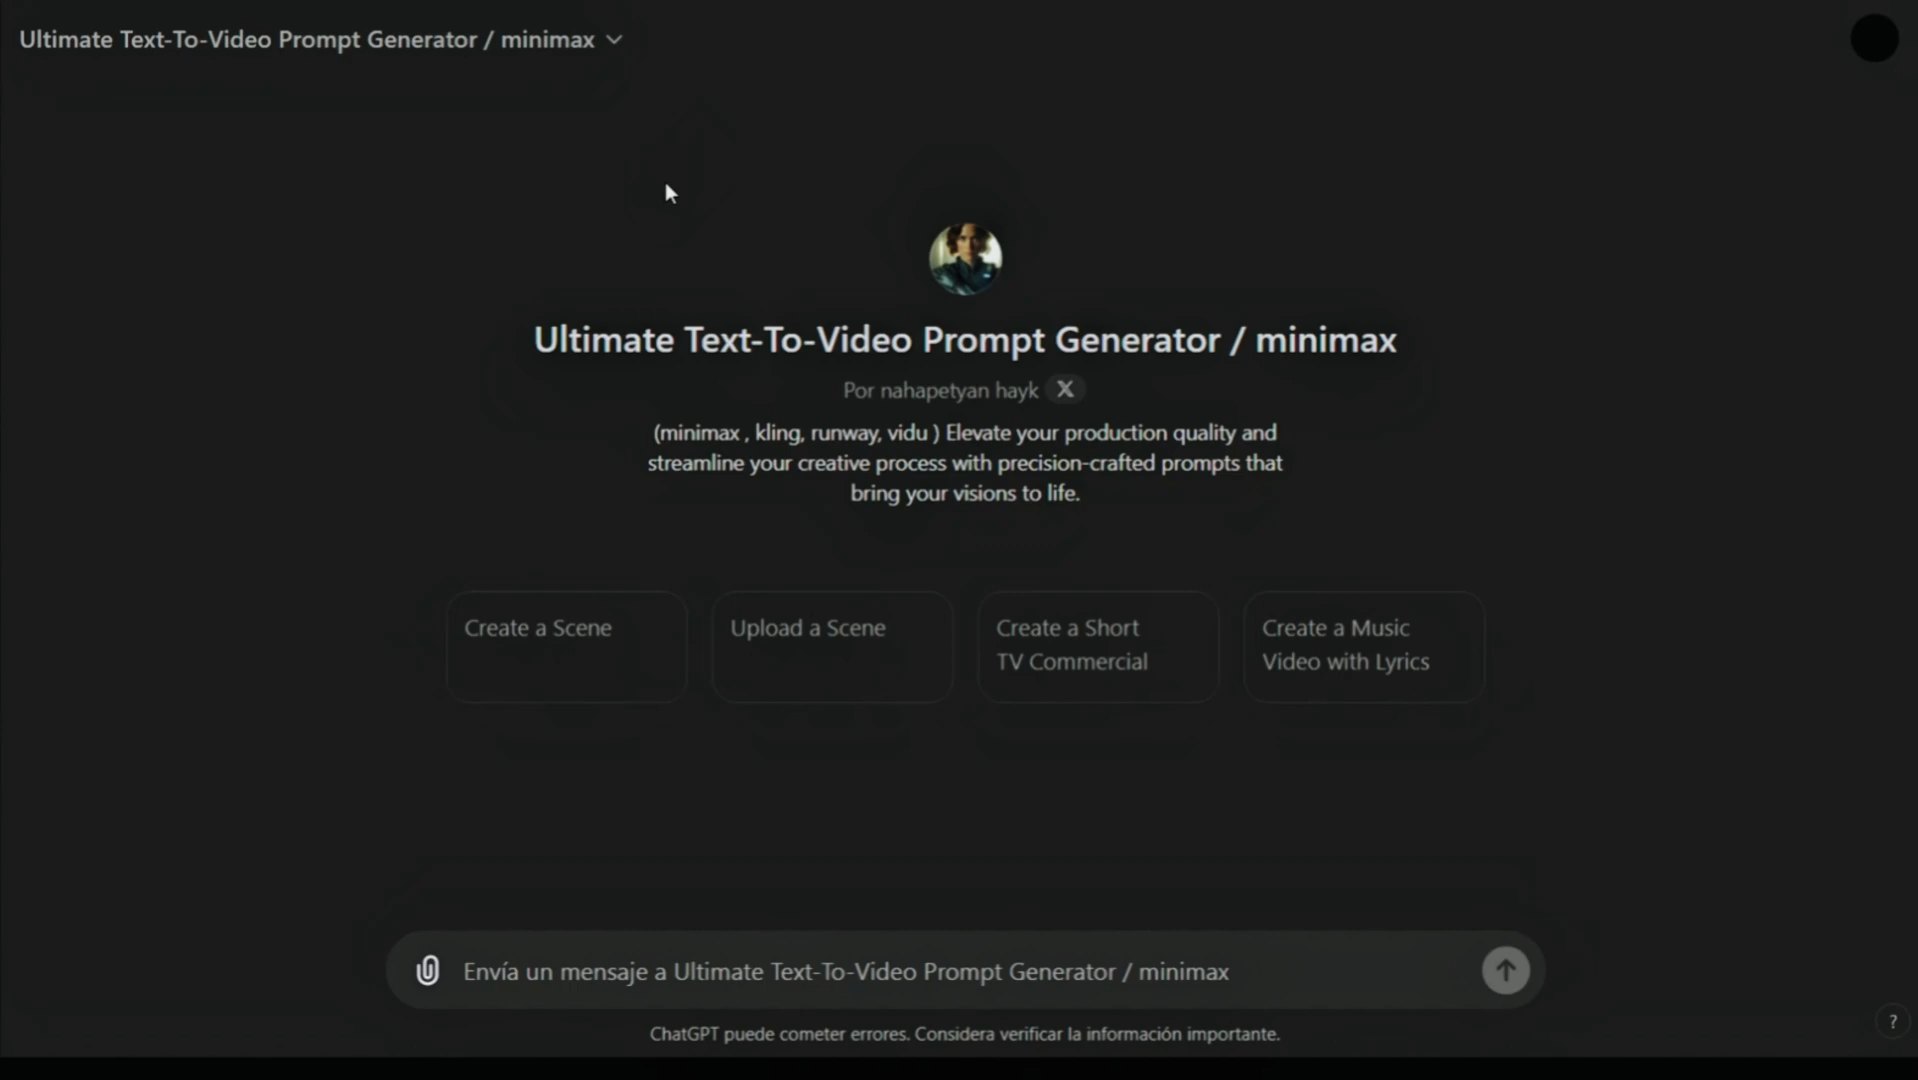 Ultimate Text-To-Video Prompt Generator / minimax
Ultimate Text-To-Video Prompt Generator / minimax
Por nahapetyan hayk X
(minimax , kling, runway, vidu ) Elevate your production quality and
streamline your creative process with precision-crafted prompts that
bring your visions to life.
Create a Scene
Upload a Scene
Create a Short
TV Commercial
Create a Music
Video with Lyrics
Envía un mensaje a Ultimate Text-To-Video Prompt Generator / minimax
ChatGPT puede cometer errores. Considera verificar la información importante.
?